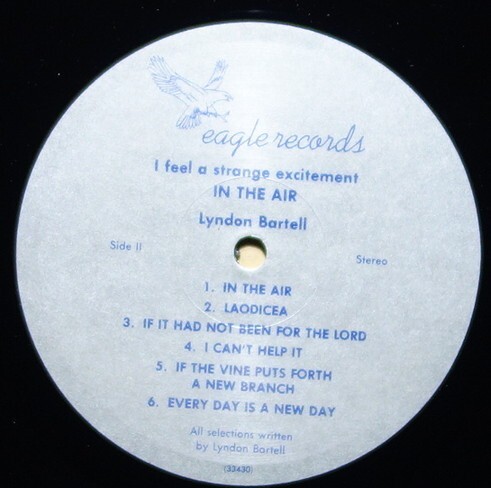 eagle records
I feel a strange excitement
IN THE AIR
Lyndon Bartell
Side II
Stereo
1. IN THE AIR
2. LAODICEA
3. IF IT HAD NOT BEEN FOR THE LORD
4. I CAN'T HELP IT
5. IF THE VINE PUTS FORTH
A NEW BRANCH
6. EVERY DAY IS A NEW DAY
All selections written
by Lyndon Bartell
(33430)